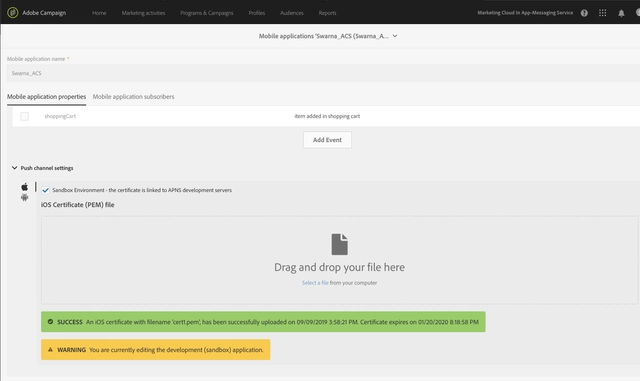 Adobe Campaign Home Marketing activities Programs & Campaigns Profiles Audiences Reports Marketing Cloud In App-Messaging Service
Mobile applications 'Swarna_ACS (Swarna_A...
Mobile application name *
Swarna_ACS
Mobile application properties Mobile application subscribers
shoppingCart item added in shopping cart
Add Event
Push channel settings
Sandbox Environment - the certificate is linked to APNS development servers
iOS Certificate (PEM) file
Drag and drop your file here
Select a file from your computer
SUCCESS An iOS certificate with filename 'cert1.pem', has been successfully uploaded on 09/09/2019 3:58:21 PM. Certificate expires on 01/20/2020 8:18:58 PM
WARNING You are currently editing the development (sandbox) application.